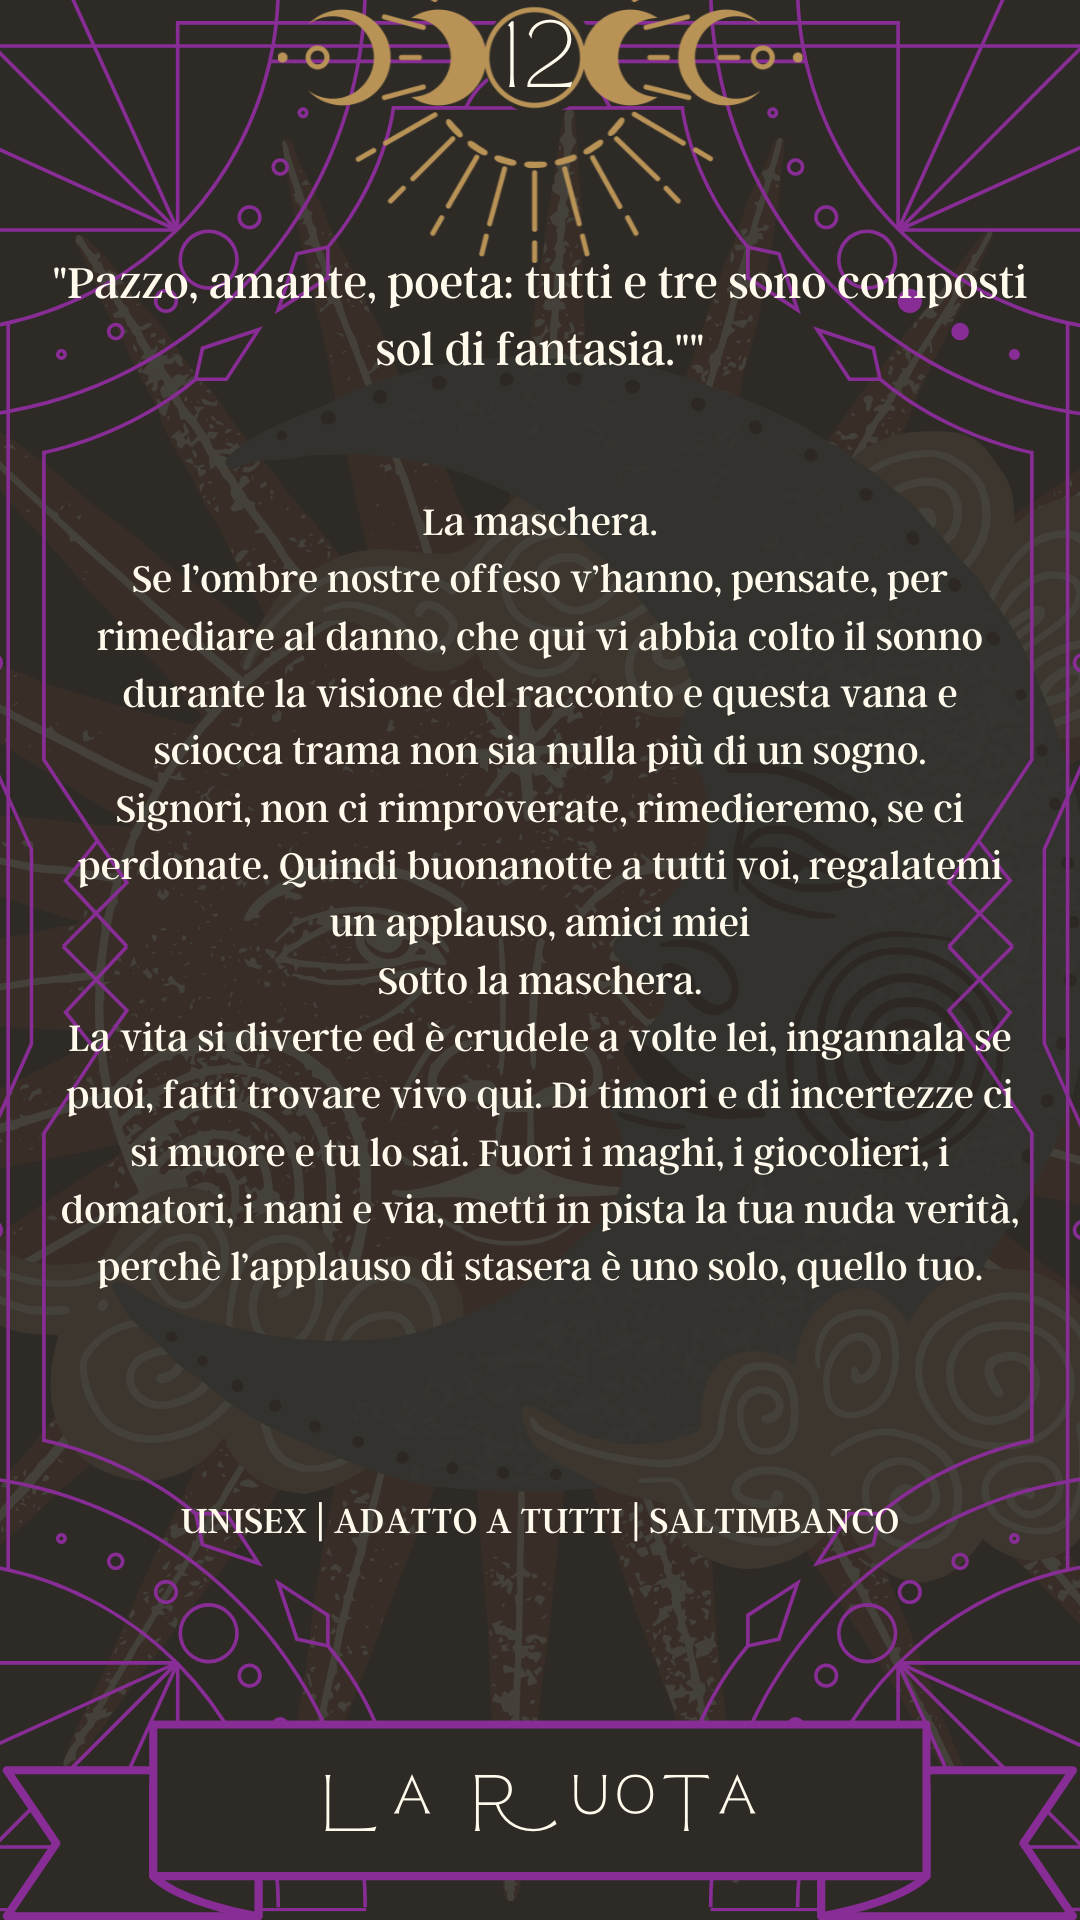 12
"Pazzo, amante, poeta: tutti e tre sono composti
sol di fantasia.""
La maschera.
Se l’ombre nostre offeso v’hanno, pensate, per
rimediare al danno, che qui vi abbia colto il sonno
durante la visione del racconto e questa vana e
sciocca trama non sia nulla più di un sogno.
Signori, non ci rimproverate, rimedieremo, se ci
perdonate. Quindi buonanotte a tutti voi, regalatemi
un applauso, amici miei
Sotto la maschera.
La vita si diverte ed è crudele a volte lei, ingannala se
puoi, fatti trovare vivo qui. Di timori e di incertezze ci
si muore e tu lo sai. Fuori i maghi, i giocolieri, i
domatori, i nani e via, metti in pista la tua nuda verità,
perchè l’applauso di stasera è uno solo, quello tuo.
UNISEX | ADATTO A TUTTI | SALTIMBANCO
LA RUOTA